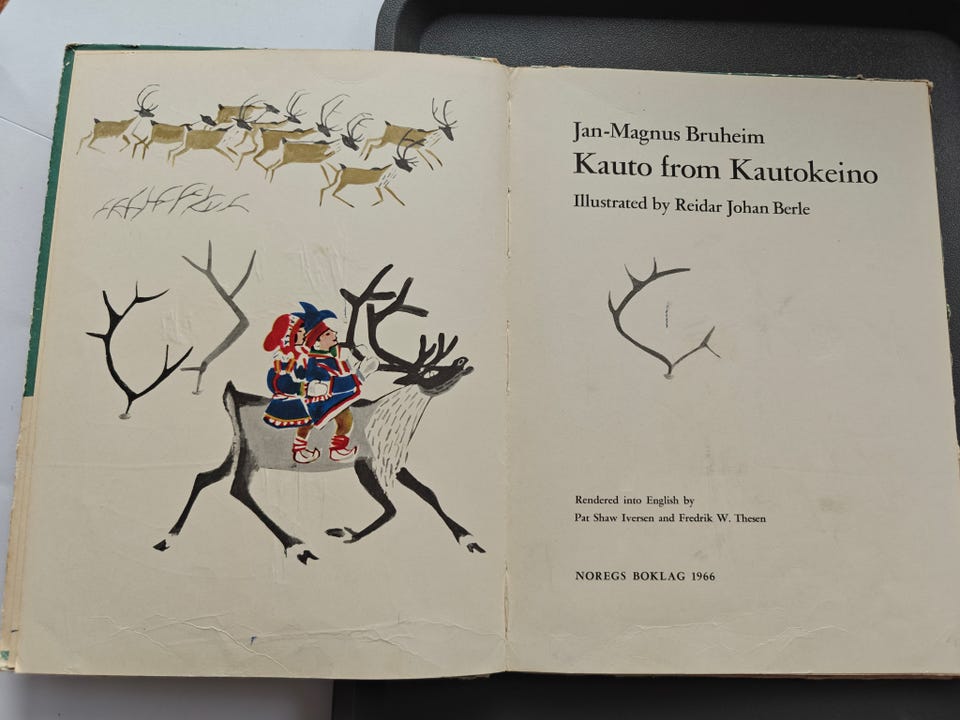 Jan-Magnus Bruheim
Kauto from Kautokeino
Illustrated by Reidar Johan Berle
Rendered into English by
Pat Shaw Iversen and Fredrik W. Thesen
NOREGS BOKLAG 1966